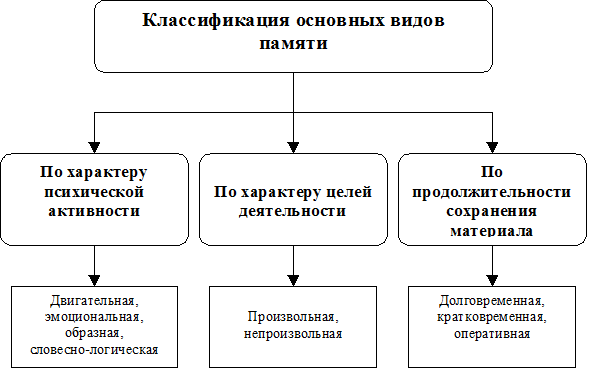 Классификация основных видов
памяти
По характеру
психической
активности
По характеру целей
деятельности
По
продолжительности
сохранения
материала
Двигательная,
эмоциональная,
образная,
словесно-логическая
Произвольная,
непроизвольная
Долговременная,
кратковременная,
оперативная